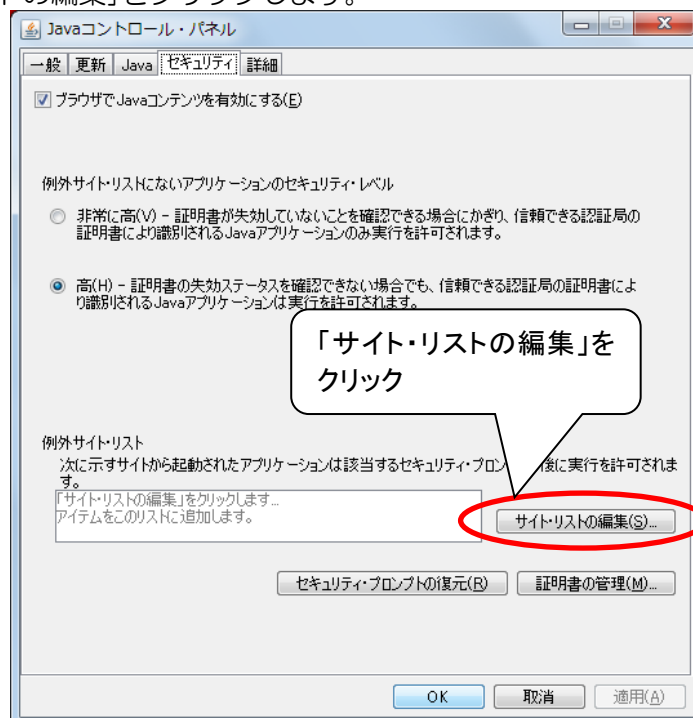 トの編集」をクリックします。
Javaコントロール・パネル
一般 更新 Java セキュリティ 詳細
ブラウザでJavaコンテンツを有効にする(E)
例外サイト・リストにないアプリケーションのセキュリティ・レベル
非常に高(V) – 証明書が失効していないことを確認できる場合にかぎり、信頼できる認証局の
証明書により識別されるJavaアプリケーションのみ実行を許可されます。
高(H) – 証明書の失効ステータスを確認できない場合でも、信頼できる認証局の証明書によ
り識別されるJavaアプリケーションは実行を許可されます。
「サイト・リストの編集」を
クリック
例外サイト・リスト
次に示すサイトから起動されたアプリケーションは該当するセキュリティ・プロン 後に実行を許可されま
す。
「サイト・リストの編集」をクリックします...
アイテムをこのリストに追加します。
サイト・リストの編集(S)...
セキュリティ・プロンプトの復元(R) 証明書の管理(M)...
OK 取消 適用(A)